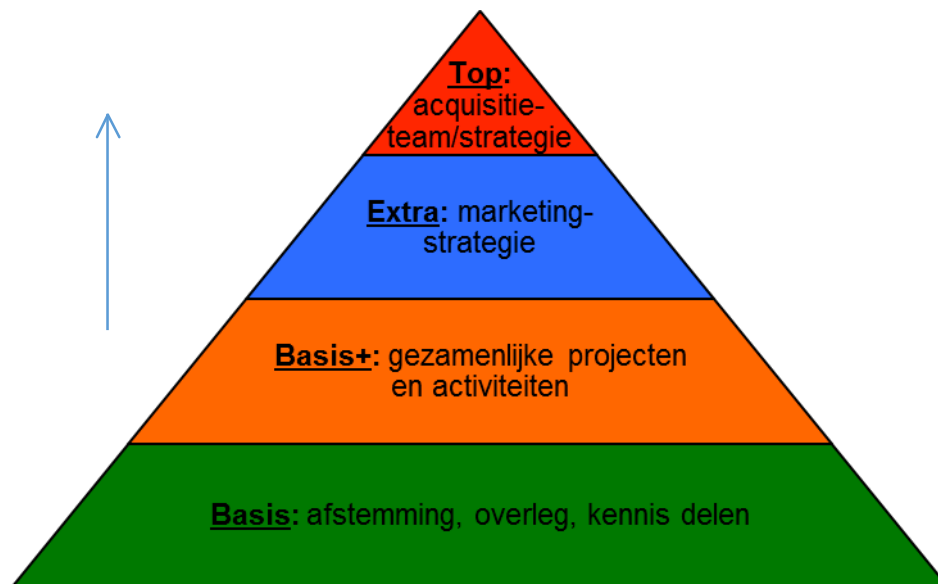 Top:
acquisitie-
team/strategie
Extra: marketing-
strategie
Basis+: gezamenlijke projecten
en activiteiten
Basis: afstemming, overleg, kennis delen